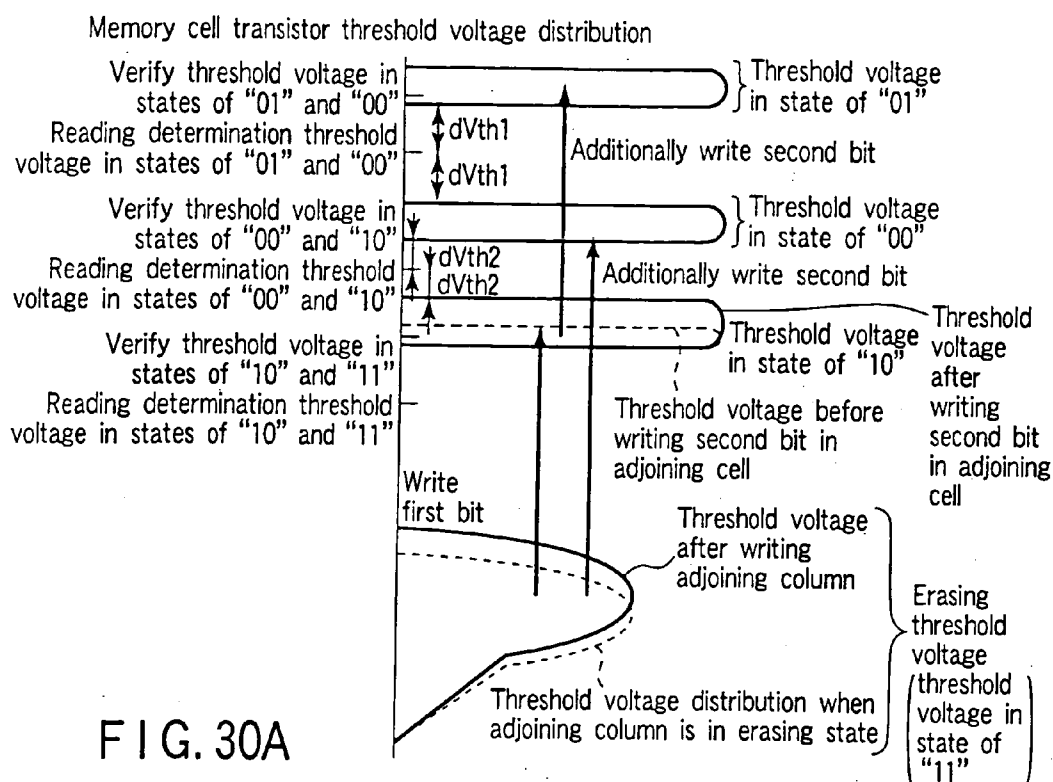 Memory cell transistor threshold voltage distribution
Verify threshold voltage in
states of “01” and “00”
Reading determination threshold
voltage in states of “01” and “00”
Verify threshold voltage in
states of “00” and “10”
Reading determination threshold
voltage in states of “00” and “10”
Verify threshold voltage in
states of “10” and “11”
Reading determination threshold
voltage in states of “10” and “11”
dVth1
dVth1
dVth2
dVth2
Threshold voltage
in state of “01”
Additionally write second bit
Threshold voltage
in state of “00”
Additionally write second bit
Threshold voltage
in state of “10”
Threshold
voltage
after
writing
second bit
in adjoining
cell
Threshold voltage before
writing second bit in
adjoining cell
Write
first bit
Threshold voltage
after writing
adjoining column
Erasing
threshold
voltage
(threshold
voltage in
state of
“11”)
Threshold voltage distribution when
adjoining column is in erasing state
FIG. 30A